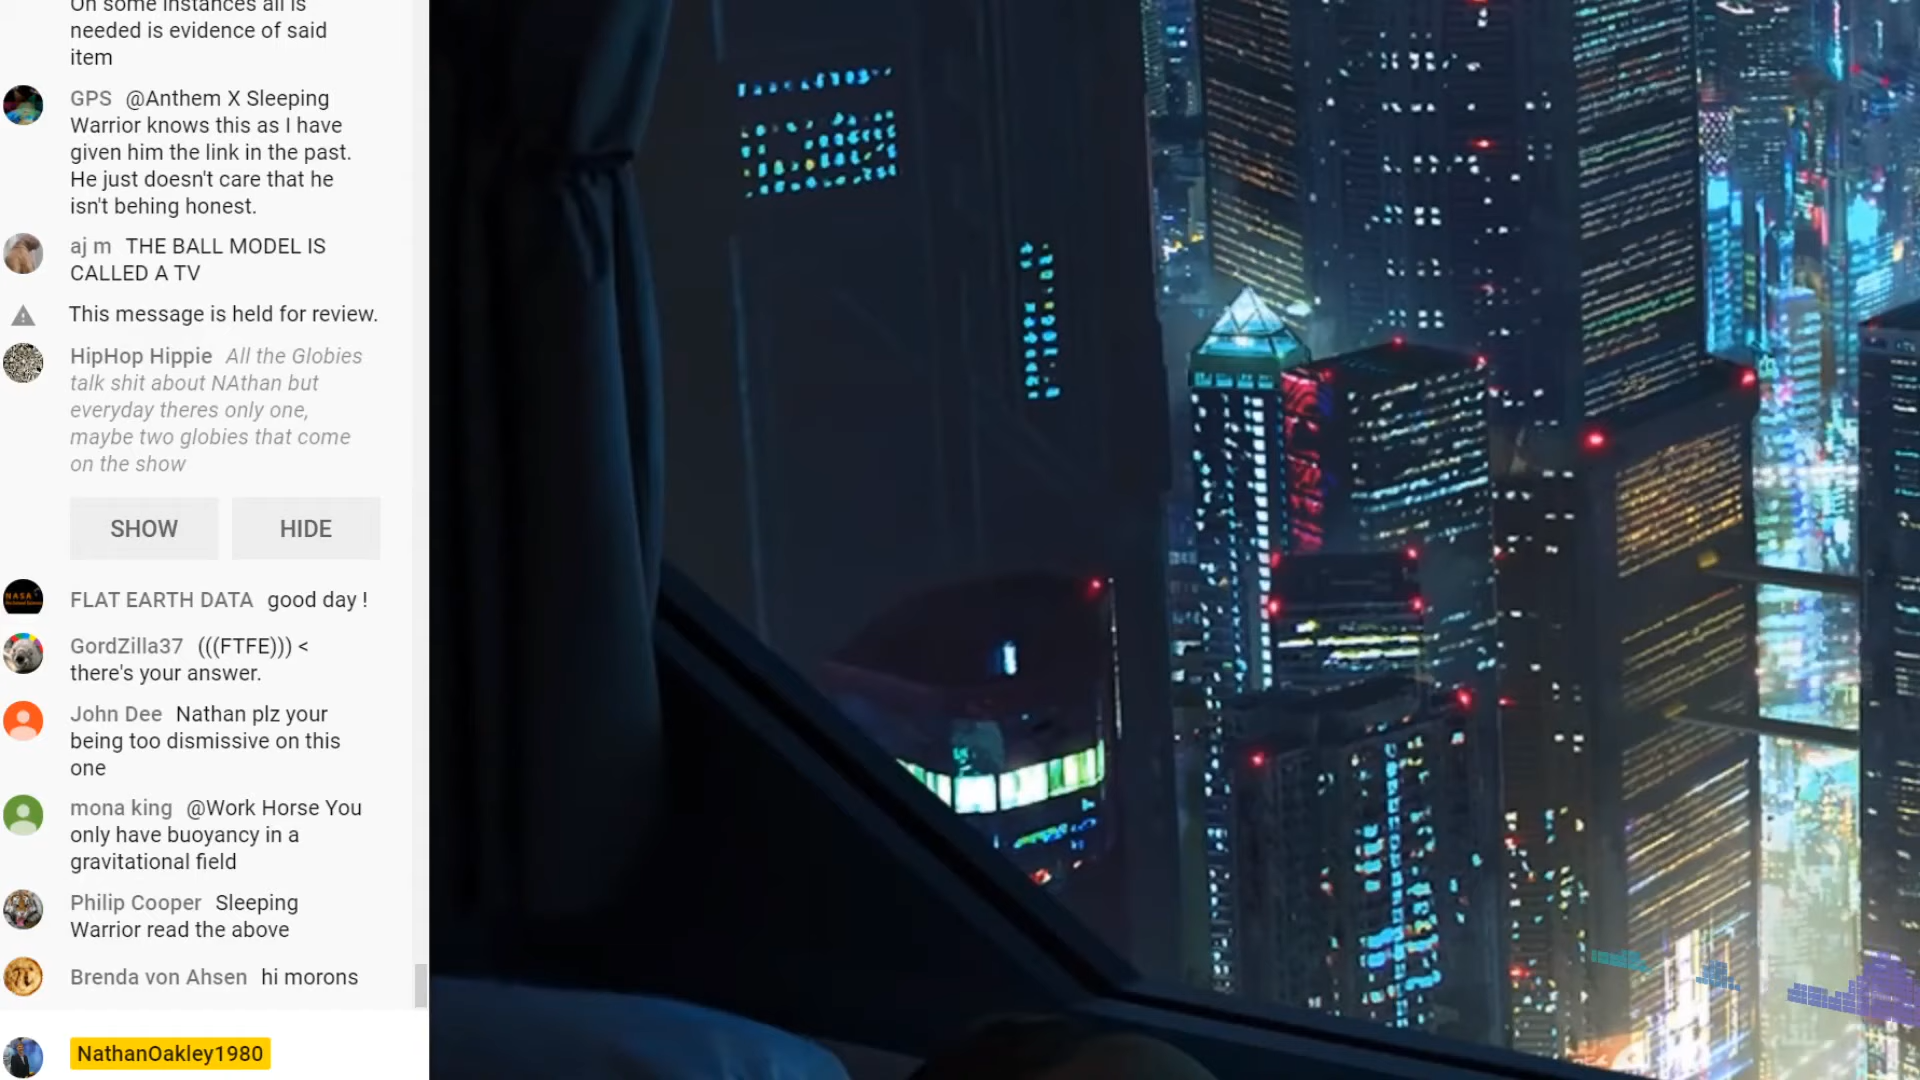 On some instances all is
needed is evidence of said
item
GPS @Anthem X Sleeping
Warrior knows this as I have
given him the link in the past.
He just doesn't care that he
isn't behing honest.
aj m THE BALL MODEL IS
CALLED A TV
This message is held for review.
HipHop Hippie All the Globies
talk shit about NAthan but
everyday theres only one,
maybe two globies that come
on the show
SHOW HIDE
FLAT EARTH DATA good day !
GordZilla37 (((FTFE))) <
there's your answer.
John Dee Nathan plz your
being too dismissive on this
one
mona king @Work Horse You
only have buoyancy in a
gravitational field
Philip Cooper Sleeping
Warrior read the above
Brenda von Ahsen hi morons
NathanOakley1980